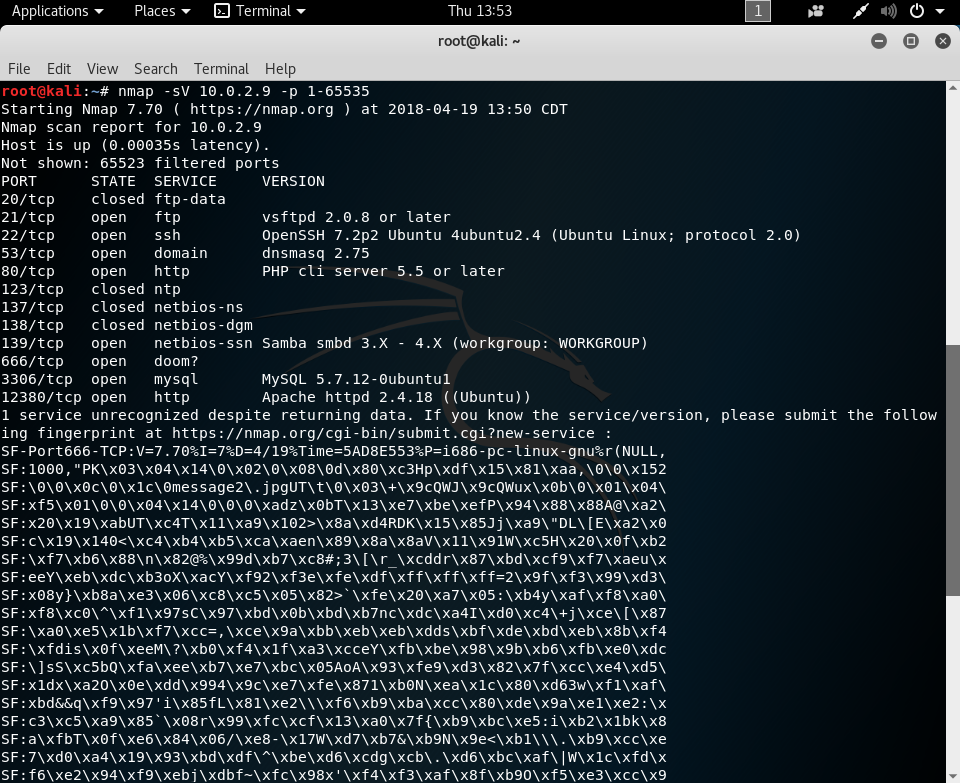 Applications Places Terminal Thu 13:53 1
root@kali: ~
File Edit View Search Terminal Help
root@kali:~# nmap -sV 10.0.2.9 -p 1-65535
Starting Nmap 7.70 ( https://nmap.org ) at 2018-04-19 13:50 CDT
Nmap scan report for 10.0.2.9
Host is up (0.00035s latency).
Not shown: 65523 filtered ports
PORT      STATE  SERVICE     VERSION
20/tcp    closed ftp-data
21/tcp    open   ftp         vsftpd 2.0.8 or later
22/tcp    open   ssh         OpenSSH 7.2p2 Ubuntu 4ubuntu2.4 (Ubuntu Linux; protocol 2.0)
53/tcp    open   domain      dnsmasq 2.75
80/tcp    open   http        PHP cli server 5.5 or later
123/tcp   closed ntp
137/tcp   closed netbios-ns
138/tcp   closed netbios-dgm
139/tcp   open   netbios-ssn Samba smbd 3.X - 4.X (workgroup: WORKGROUP)
666/tcp   open   doom?
3306/tcp  open   mysql       MySQL 5.7.12-0ubuntu1
12380/tcp open   http        Apache httpd 2.4.18 ((Ubuntu))
1 service unrecognized despite returning data. If you know the service/version, please submit the follow
ing fingerprint at https://nmap.org/cgi-bin/submit.cgi?new-service :
SF-Port666-TCP:V=7.70%I=7%D=4/19%Time=5AD8E553%P=i686-pc-linux-gnu%r(NULL,
SF:1000,"PK\x03\x04\x14\0\x02\0\x08\0d\x80\xc3Hp\xdf\x15\x81\xaa,\0\0\x152
SF:\0\0\x0c\0\x1c\0message2\.jpgUT\t\0\x03\+\x9cQWJ\x9cQWux\x0b\0\x01\x04\
SF:xf5\x01\0\0\x04\x14\0\0\0\xadz\x0bT\x13\xe7\xbe\xefP\x94\x88\x88A@\xa2\
SF:x20\x19\xabUT\xc4T\x11\xa9\x102>\x8a\xd4RDK\x15\x85Jj\xa9\"DL\[E\xa2\x0
SF:c\x19\x140<\xc4\xb4\xb5\xca\xaen\x89\x8a\x8aV\x11\x91W\xc5H\x20\x0f\xb2
SF:\xf7\xb6\x88\n\x82@%\x99d\xb7\xc8#;3\[\r_\xcddr\x87\xbd\xcf9\xf7\xaeu\x
SF:eeY\xeb\xdc\xb3oX\xacY\xf92\xf3e\xfe\xdf\xff\xff\xff=2\x9f\xf3\x99\xd3\
SF:x08y}\xb8a\xe3\x06\xc8\xc5\x05\x82>`\xfe\x20\xa7\x05:\xb4y\xaf\xf8\xa0\
SF:xf8\xc0\^\xf1\x97sC\x97\xbd\x0b\xbd\xb7nc\xdc\xa4I\xd0\xc4\+j\xce\[\x87
SF:\xa0\xe5\x1b\xf7\xcc=,\xce\x9a\xbb\xeb\xeb\xdds\xbf\xde\xbd\xeb\x8b\xf4
SF:\xfdis\x0f\xeeM\?\xb0\xf4\x1f\xa3\xcceY\xfb\xbe\x98\x9b\xb6\xfb\xe0\xdc
SF:\]sS\xc5bQ\xfa\xee\xb7\xe7\xbc\x05AoA\x93\xfe9\xd3\x82\x7f\xcc\xe4\xd5\
SF:x1dx\xa2O\x0e\xdd\x994\x9c\xe7\xfe\x871\xb0N\xea\x1c\x80\xd63w\xf1\xaf\
SF:xbd&&q\xf9\x97'i\x85fL\x81\xe2\\\xf6\xb9\xba\xcc\x80\xde\x9a\xe1\xe2:\x
SF:c3\xc5\xa9\x85`\x08r\x99\xfc\xcf\x13\xa0\x7f{\xb9\xbc\xe5:i\xb2\x1bk\x8
SF:a\xfbT\x0f\xe6\x84\x06/\xe8-\x17W\xd7\xb7&\xb9N\x9e<\xb1\\\.\xb9\xcc\xe
SF:7\xd0\xa4\x19\x93\xbd\xdf\^\xbe\xd6\xcdg\xcb\.\xd6\xbc\xaf\|W\x1c\xfd\x
SF:f6\xe2\x94\xf9\xebj\xdbf~\xfc\x98x'\xf4\xf3\xaf\x8f\xb9O\xf5\xe3\xcc\x9